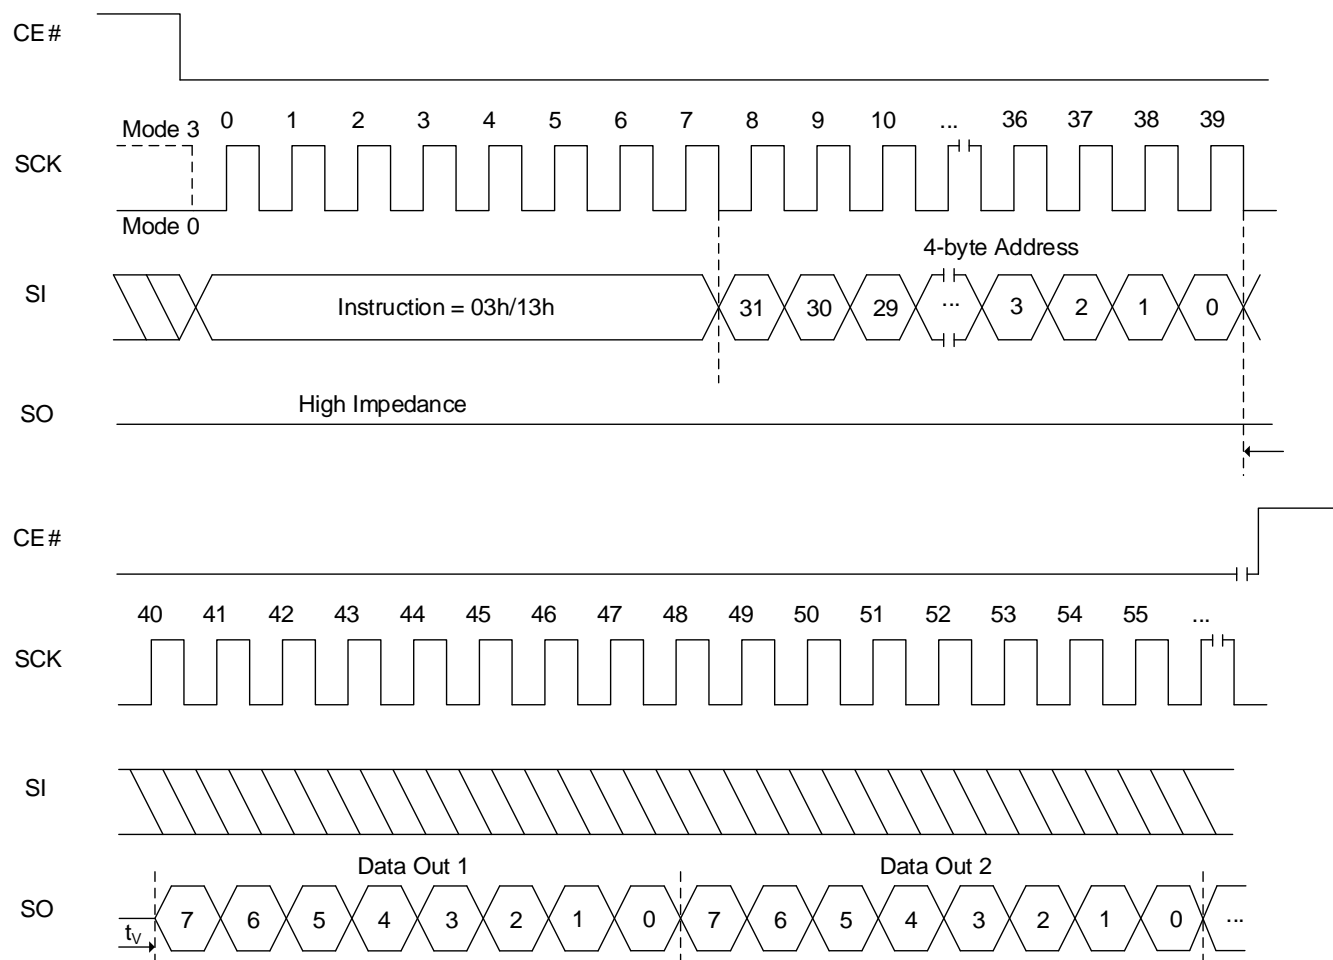 CE#
Mode 3 0 1 2 3 4 5 6 7 8 9 10 ... 36 37 38 39
SCK
Mode 0
4-byte Address
SI Instruction = 03h/13h 31 30 29 ... 3 2 1 0
SO High Impedance
CE#
40 41 42 43 44 45 46 47 48 49 50 51 52 53 54 55 ...
SCK
SI
Data Out 1 Data Out 2
SO 7 6 5 4 3 2 1 0 7 6 5 4 3 2 1 0 ...
tV